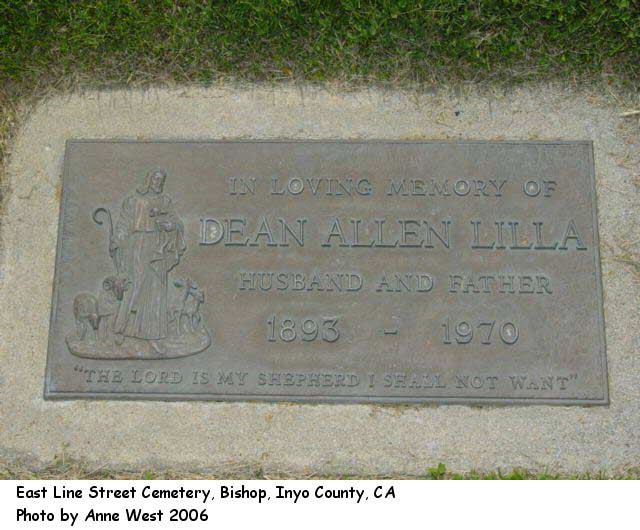 IN LOVING MEMORY OF
DEAN ALLEN LILLA
HUSBAND AND FATHER
1893 - 1970
"THE LORD IS MY SHEPHERD I SHALL NOT WANT"
East Line Street Cemetery, Bishop, Inyo County, CA
Photo by Anne West 2006